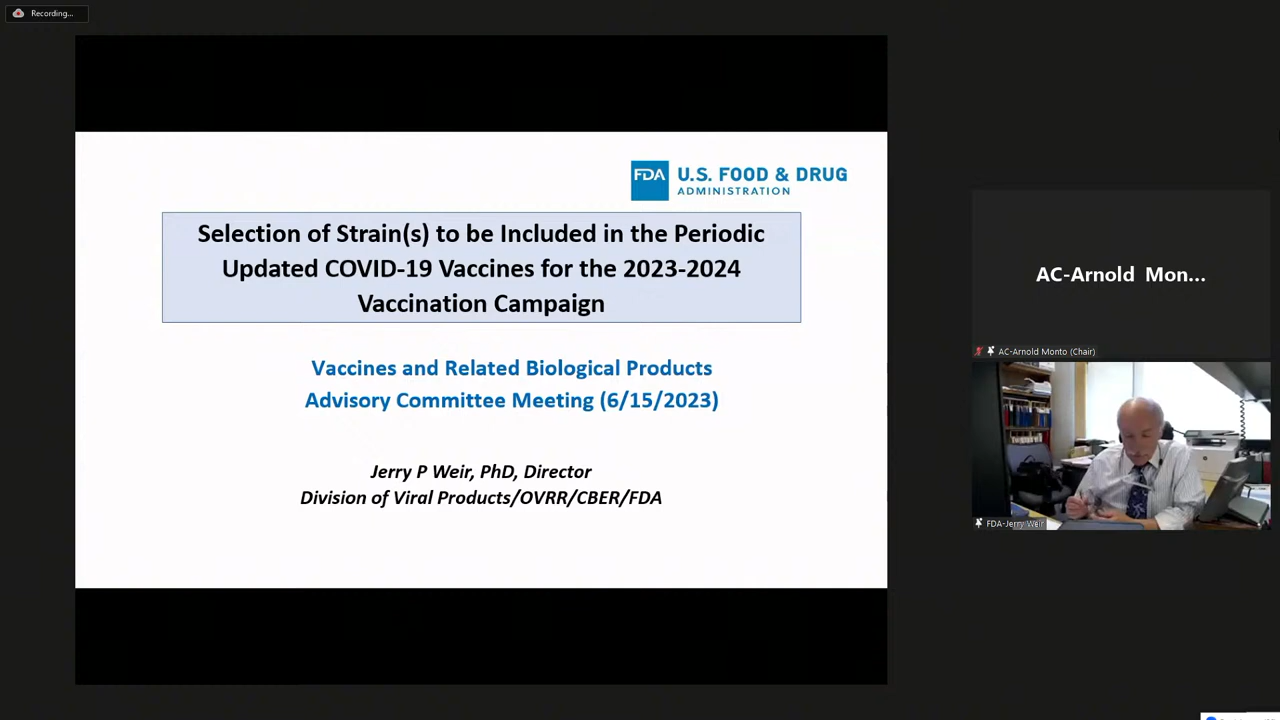 Recording...
FDA U.S. FOOD & DRUG
ADMINISTRATION
Selection of Strain(s) to be Included in the Periodic
Updated COVID-19 Vaccines for the 2023-2024
Vaccination Campaign
Vaccines and Related Biological Products
Advisory Committee Meeting (6/15/2023)
Jerry P Weir, PhD, Director
Division of Viral Products/OVRR/CBER/FDA
AC-Arnold Mon...
AC-Arnold Monto (Chair)
FDA-Jerry Weir